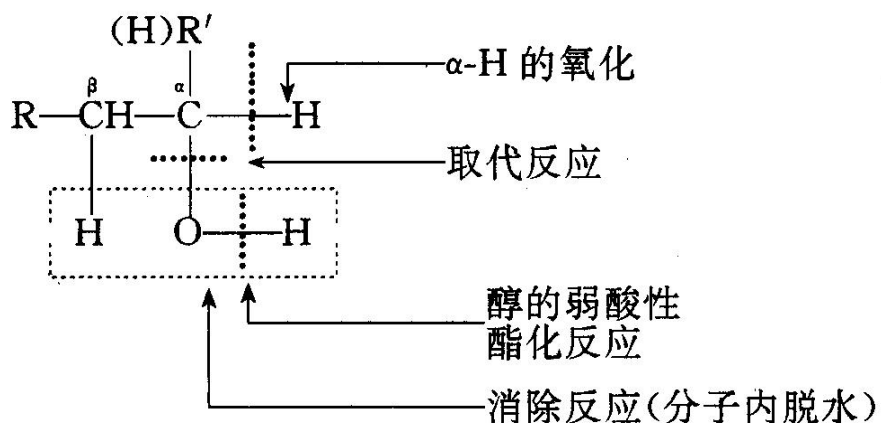 (H)R′
α-H 的氧化
β α
R—CH—C—H
取代反应
H O—H
醇的弱酸性
酯化反应
消除反应(分子内脱水)